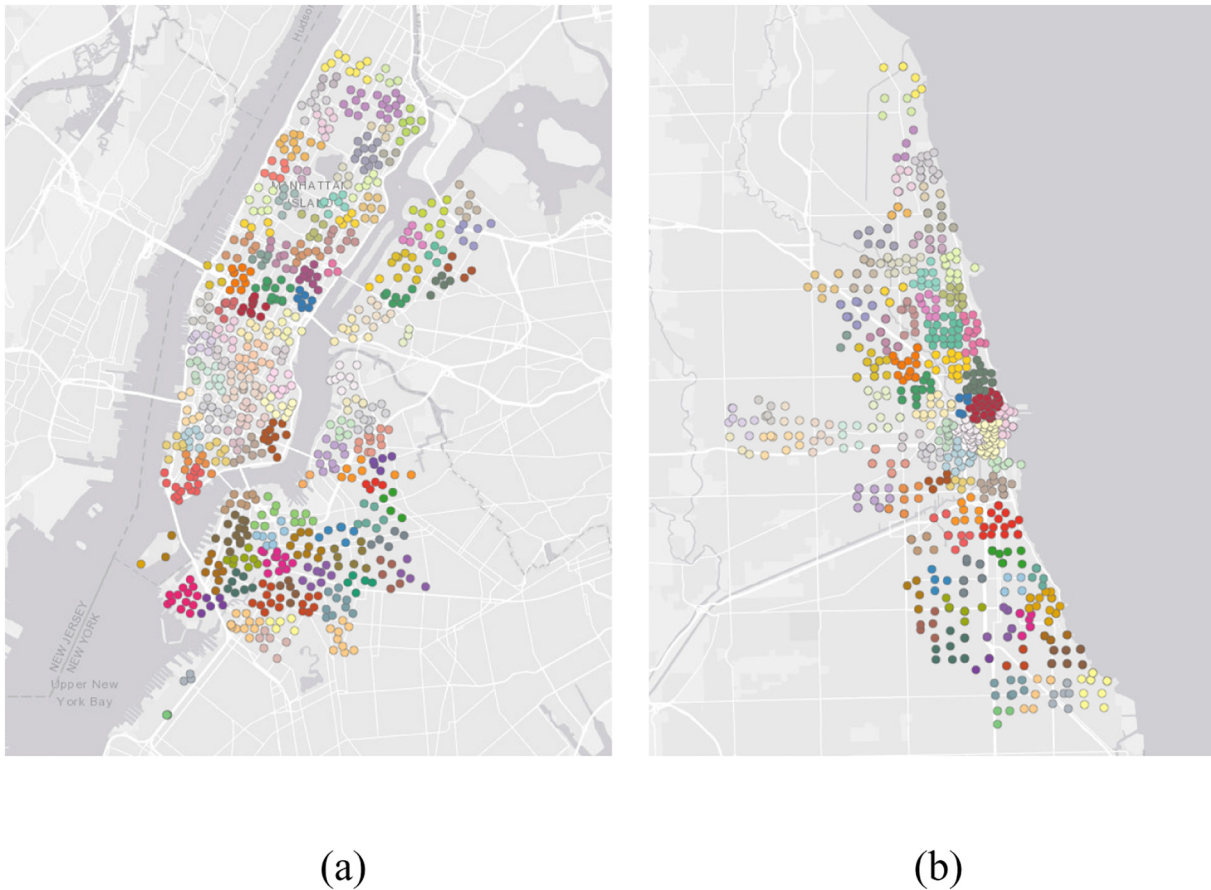 Hudson
MANHATTAN
ISLAND
NEW JERSEY
NEW YORK
Upper New
York Bay
(a)
(b)